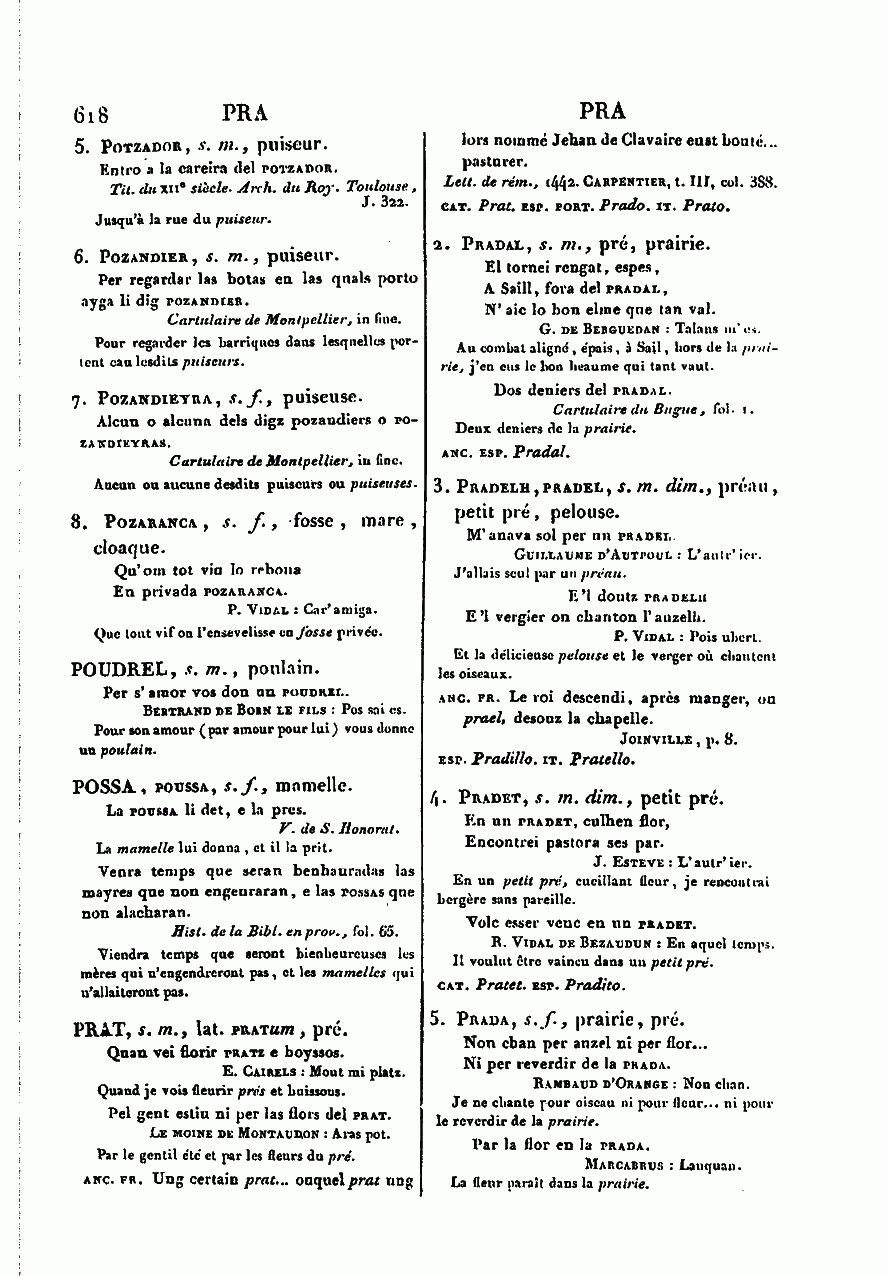 618 PRA PRA
5. Potzador, s. m., puiseur.
Entro a la careira del potzador.
Tit. du XIIe siècle. Arch. du Roy. Toulouse,
J. 322.
Jusqu'à la rue du puiseur.
6. Pozandier, s. m., puiseur.
Per regardar las botas en las quals porto
ayga li dig pozandier.
Cartulaire de Montpellier, in fine.
Pour regarder les barriques dans lesquelles por-
tent eau lesdits puiseurs.
7. Pozandieyra, s. f., puiseuse.
Alcun o alcuna dels digz pozandiers o po-
zandieyras.
Cartulaire de Montpellier, in fine.
Aucun ou aucune desdits puiseurs ou puiseuses.
8. Pozaranca, s. f., fosse, mare,
cloaque.
Qu'om tot viu lo rebona
En privada pozaranca.
P. Vidal : Car' amiga.
Que tout vif on l'ensevelisse en fosse privée.
POUDREL, s. m., poulain.
Per s'amor vos don un poudrel.
Bertrand de Born le fils : Pos sai es.
Pour son amour (par amour pour lui) vous donne
un poulain.
POSSA, poussa, s. f., mamelle.
La poussa li det, e la pres.
V. de S. Honorat.
La mamelle lui donna, et il la prit.
Venra temps que seran benhauradas las
mayres que non engenraran, e las possas que
non alacharan.
Hist. de la Bibl. en prov., fol. 65.
Viendra temps que seront bienheureuses les
mères qui n'engendreront pas, et les mamelles qui
n'allaiteront pas.
PRAT, s. m., lat. pratum, pré.
Quan vei florir pratz e boyssos.
E. Cairels : Mout mi platz.
Quand je vois fleurir prés et buissons.
Pel gent estiu ni per las flors del prat.
Le moine de Montaudon : Aras pot.
Par le gentil été et par les fleurs du pré.
anc. fr. Ung certain prat... onquel prat ung
lors nommé Jehan de Clavaire eust bouté...
pasturer.
Lett. de rém., 1442. Carpentier, t. III, col. 388.
cat. Prat. esp. port. Prado. it. Prato.
2. Pradal, s. m., pré, prairie.
El tornei rengat, espes,
A Saill, fora del pradal,
N'aic lo bon elme que tan val.
G. de Berguedan : Talans m'es.
Au combat aligné, épais, à Sail, hors de la prai-
rie, j'en eus le bon heaume qui tant vaut.
Dos deniers del pradal.
Cartulaire du Bugue, fol. 1.
Deux deniers de la prairie.
anc. esp. Pradal.
3. Pradelh, pradel, s. m. dim., préau,
petit pré, pelouse.
M'anava sol per un pradel.
Guillaume d'Autpoul : L'autr'ier.
J'allais seul par un préau.
E'l doutz pradelh
E'l vergier on chanton l'auzelh.
P. Vidal : Pois ubert.
Et la délicieuse pelouse et le verger où chantent
les oiseaux.
anc. fr. Le roi descendi, après manger, ou
prael, desouz la chapelle.
Joinville, p. 8.
esp. Pradillo. it. Pratello.
4. Pradet, s. m. dim., petit pré.
En un pradet, culhen flor,
Encontrei pastora ses par.
J. Esteve : L'autr'ier.
En un petit pré, cueillant fleur, je rencontrai
bergère sans pareille.
Volc esser venc en un pradet.
R. Vidal de Bezaudun : En aquel temps.
Il voulut être vaincu dans un petit pré.
cat. Pratet. esp. Pradito.
5. Prada, s. f., prairie, pré.
Non chan per auzel ni per flor...
Ni per reverdir de la prada.
Rambaud d'Orange : Non chan.
Je ne chante pour oiseau ni pour fleur... ni pour
le reverdir de la prairie.
Par la flor en la prada.
Marcabrus : Lanquan.
La fleur paraît dans la prairie.